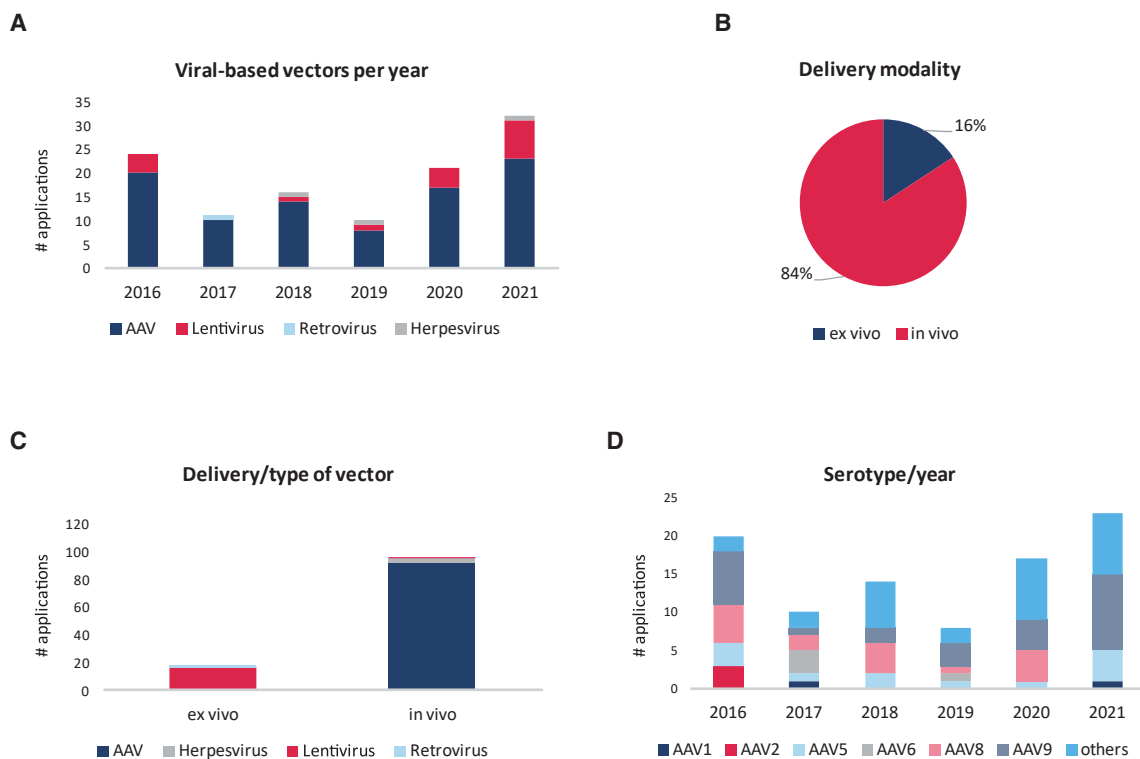 A
Viral-based vectors per year
# applications
35
30
25
20
15
10
5
0
2016 2017 2018 2019 2020 2021
AAV Lentivirus Retrovirus Herpesvirus
B
Delivery modality
16%
84%
ex vivo in vivo
C
Delivery/type of vector
# applications
120
100
80
60
40
20
0
ex vivo in vivo
AAV Herpesvirus Lentivirus Retrovirus
D
Serotype/year
# applications
25
20
15
10
5
0
2016 2017 2018 2019 2020 2021
AAV1 AAV2 AAV5 AAV6 AAV8 AAV9 others